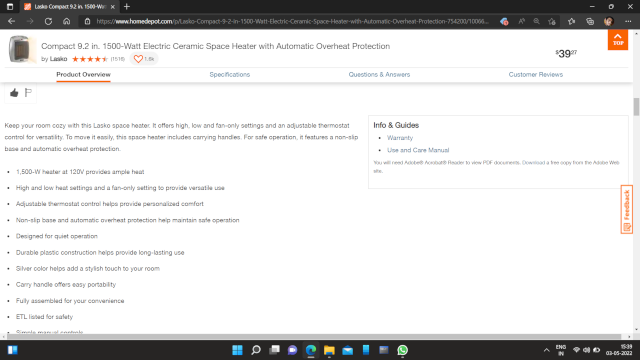 Lasko Compact 9.2 in. 1500-Wat
https://www.homedepot.com/p/Lasko-Compact-9-2-in-1500-Watt-Electric-Ceramic-Space-Heater-with-Automatic-Overheat-Protection-754200/10066...
Compact 9.2 in. 1500-Watt Electric Ceramic Space Heater with Automatic Overheat Protection
by Lasko (1518) 1.8k
$3927
TOP
Product Overview Specifications Questions & Answers Customer Reviews
Keep your room cozy with this Lasko space heater. It offers high, low and fan-only settings and an adjustable thermostat
control for versatility. To move it easily, this space heater includes carrying handles. For safe operation, it features a non-slip
base and automatic overheat protection
• 1,500-W heater at 120V provides ample heat
• High and low heat settings and a fan-only setting to provide versatile use
• Adjustable thermostat control helps provide personalized comfort
• Non-slip base and automatic overheat protection help maintain safe operation
• Designed for quiet operation
• Durable plastic construction helps provide long-lasting use
• Silver color helps add a stylish touch to your room
• Carry handle offers easy portability
• Fully assembled for your convenience
• ETL listed for safety
• Simple manual controls
Info & Guides
• Warranty
• Use and Care Manual
You will need Adobe® Acrobat® Reader to view PDF documents. Download a free copy from the Adobe Web
site.
Feedback
ENG
IN
15:39
03-05-2022